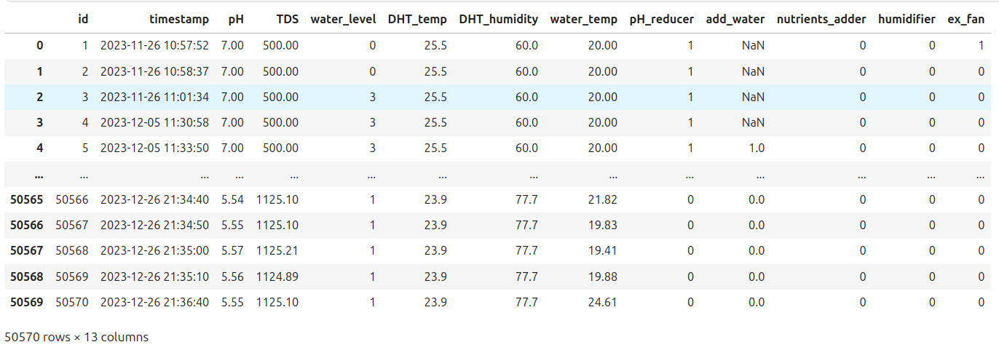 id timestamp pH TDS water_level DHT_temp DHT_humidity water_temp pH_reducer add_water nutrients_adder humidifier ex_fan
0 1 2023-11-26 10:57:52 7.00 500.00 0 25.5 60.0 20.00 1 NaN 0 0 1
1 2 2023-11-26 10:58:37 7.00 500.00 0 25.5 60.0 20.00 1 NaN 0 0 0
2 3 2023-11-26 11:01:34 7.00 500.00 3 25.5 60.0 20.00 1 NaN 0 0 0
3 4 2023-12-05 11:30:58 7.00 500.00 3 25.5 60.0 20.00 1 NaN 0 0 0
4 5 2023-12-05 11:33:50 7.00 500.00 3 25.5 60.0 20.00 1 1.0 0 0 0
... ... ... ... ... ... ... ... ... ... ... ... ... ...
50565 50566 2023-12-26 21:34:40 5.54 1125.10 1 23.9 77.7 21.82 0 0.0 0 0 0
50566 50567 2023-12-26 21:34:50 5.55 1125.10 1 23.9 77.7 19.83 0 0.0 0 0 0
50567 50568 2023-12-26 21:35:00 5.57 1125.21 1 23.9 77.7 19.41 0 0.0 0 0 0
50568 50569 2023-12-26 21:35:10 5.56 1124.89 1 23.9 77.7 19.88 0 0.0 0 0 0
50569 50570 2023-12-26 21:36:40 5.55 1125.10 1 23.9 77.7 24.61 0 0.0 0 0 0
50570 rows × 13 columns